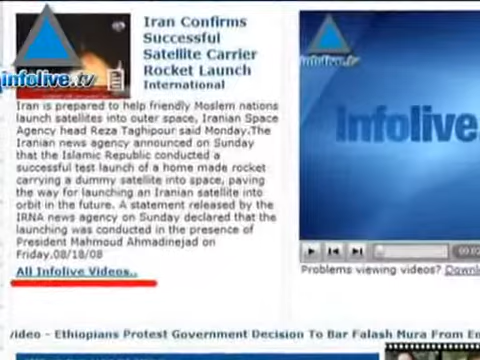 infolive.tv
Iran Confirms
Successful
Satellite Carrier
Rocket Launch
International
Iran is prepared to help friendly Moslem nations
launch satellites into outer space, Iranian Space
Agency head Reza Taghipour said Monday.The
Iranian news agency announced on Sunday
that the Islamic Republic conducted a
successful test launch of a home made rocket
carrying a dummy satellite into space, paving
the way for launching an Iranian satellite into
orbit in the future. A statement released by the
IRNA news agency on Sunday declared that the
launching was conducted in the presence of
President Mahmoud Ahmadinejad on
Friday.08/18/08
All Infolive Videos..
infolive.tv
Infolive.
Problems viewing videos? Downl
/ideo - Ethiopians Protest Government Decision To Bar Falash Mura From En